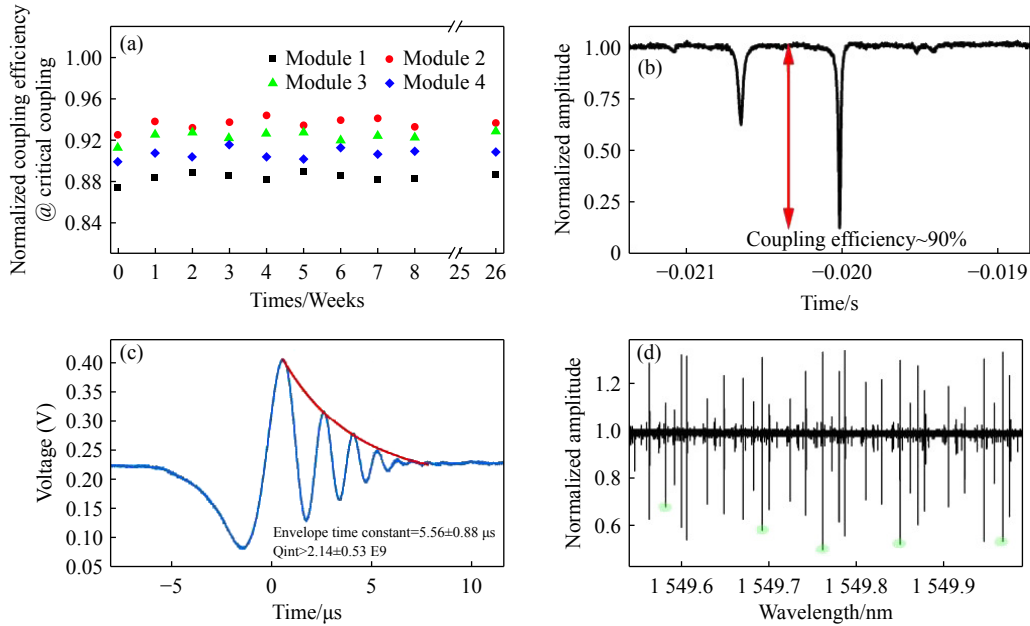 (a)
Module 1
Module 2
Module 3
Module 4
1.00
0.96
0.92
0.88
0.84
0
1
2
3
4
5
6
7
8
25
26
Normalized coupling efficiency
@ critical coupling
Times/Weeks
(b)
1.00
0.75
0.50
0.25
0
Normalized amplitude
Coupling efficiency~90%
−0.021
−0.020
−0.019
Time/s
(c)
0.40
0.35
0.30
0.25
0.20
0.15
0.10
0.05
Voltage (V)
Envelope time constant=5.56±0.88 μs
Qint>2.14±0.53 E9
−5
0
5
10
Time/μs
(d)
1.2
1.0
0.8
0.6
Normalized amplitude
1 549.6
1 549.7
1 549.8
1 549.9
Wavelength/nm